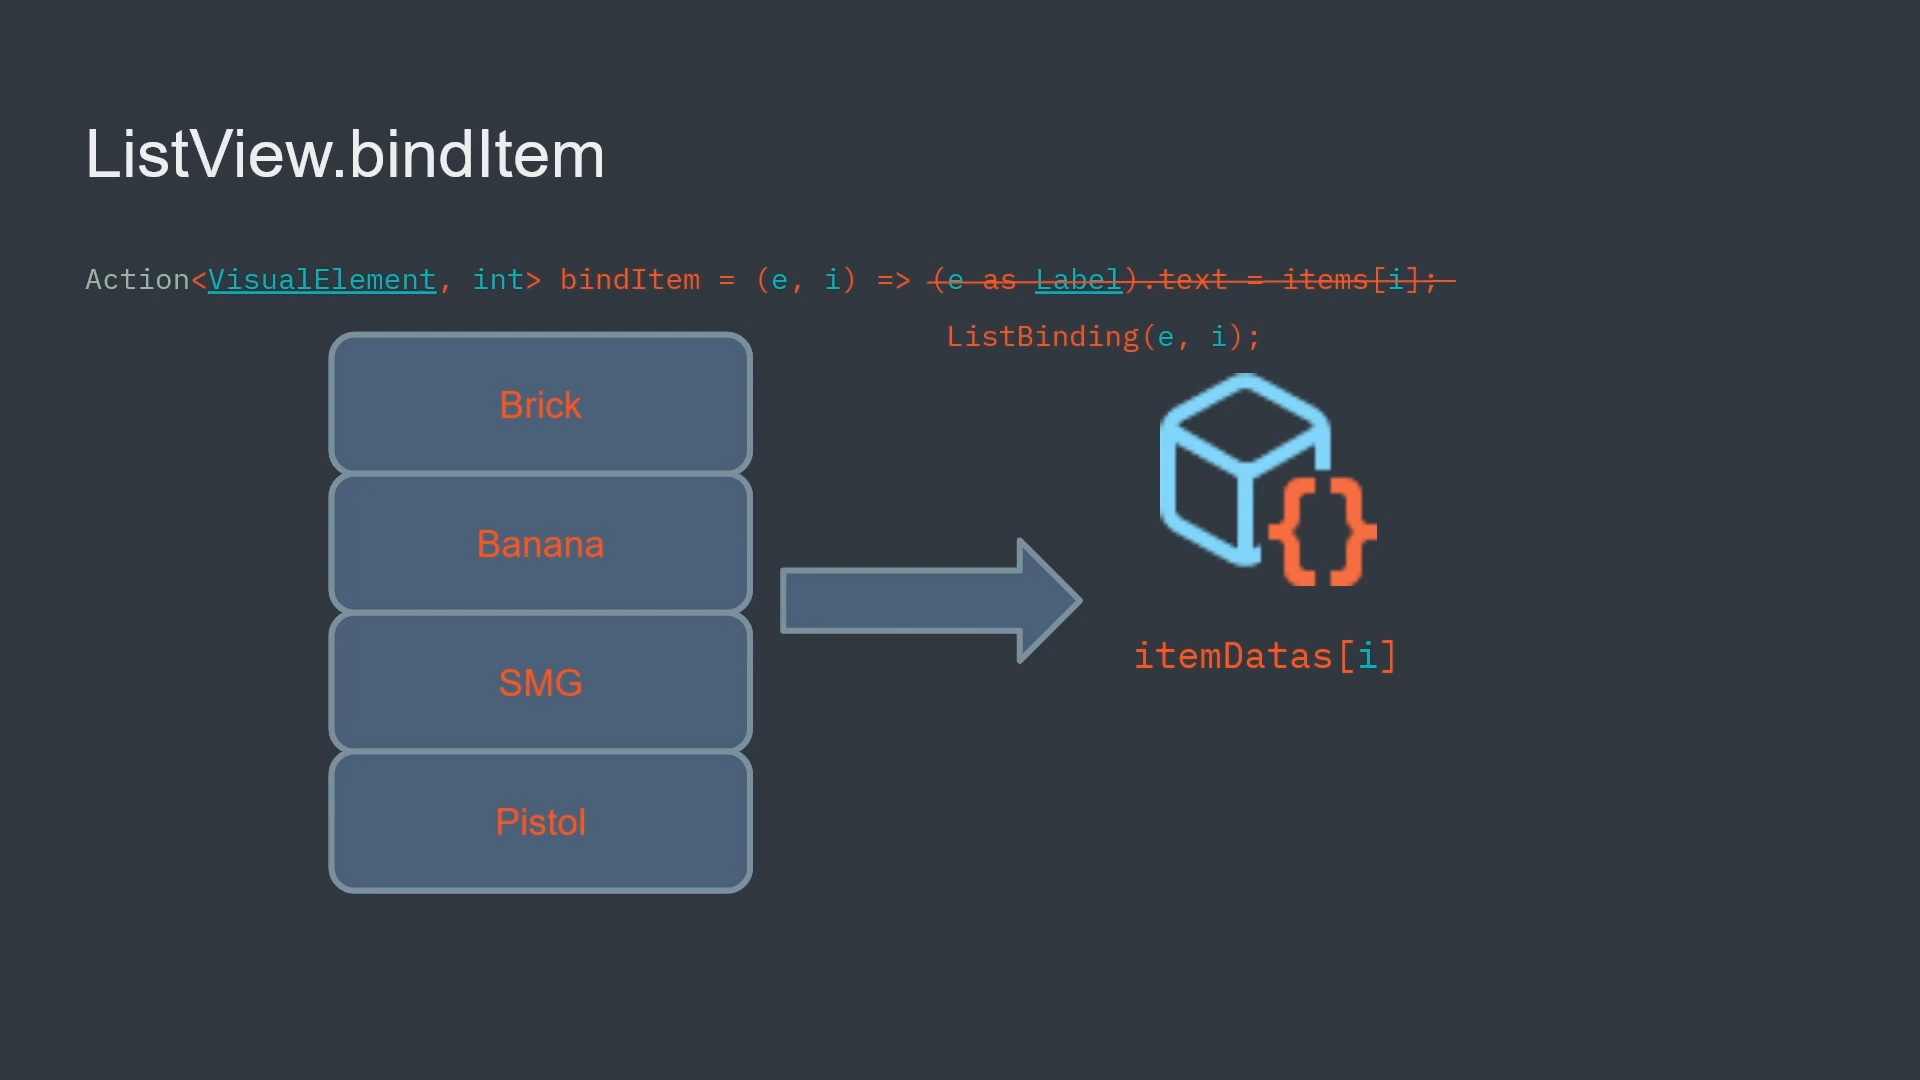 ListView.bindItem
Action<VisualElement, int> bindItem = (e, i) => (e as Label).text = items[i];
ListBinding(e, i);
Brick
Banana
SMG
Pistol
{}
itemDatas[i]